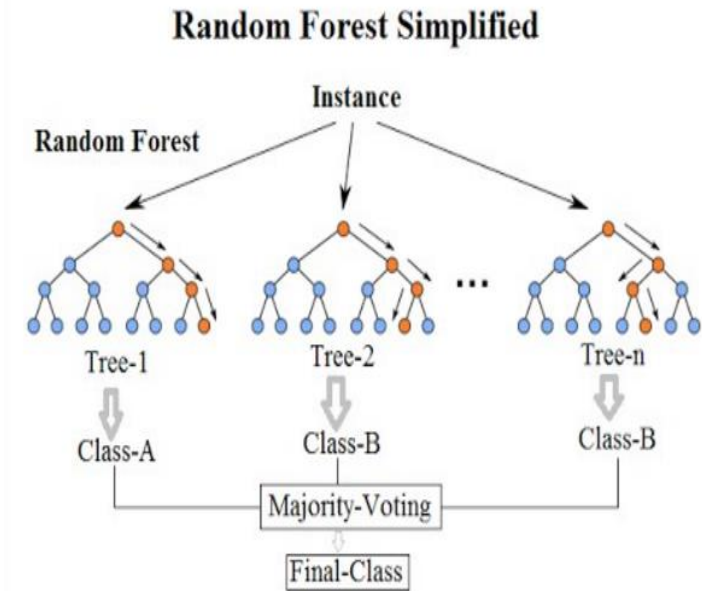 Random Forest Simplified
Instance
Random Forest
...
Tree-1 Tree-2 Tree-n
Class-A Class-B Class-B
Majority-Voting
Final-Class